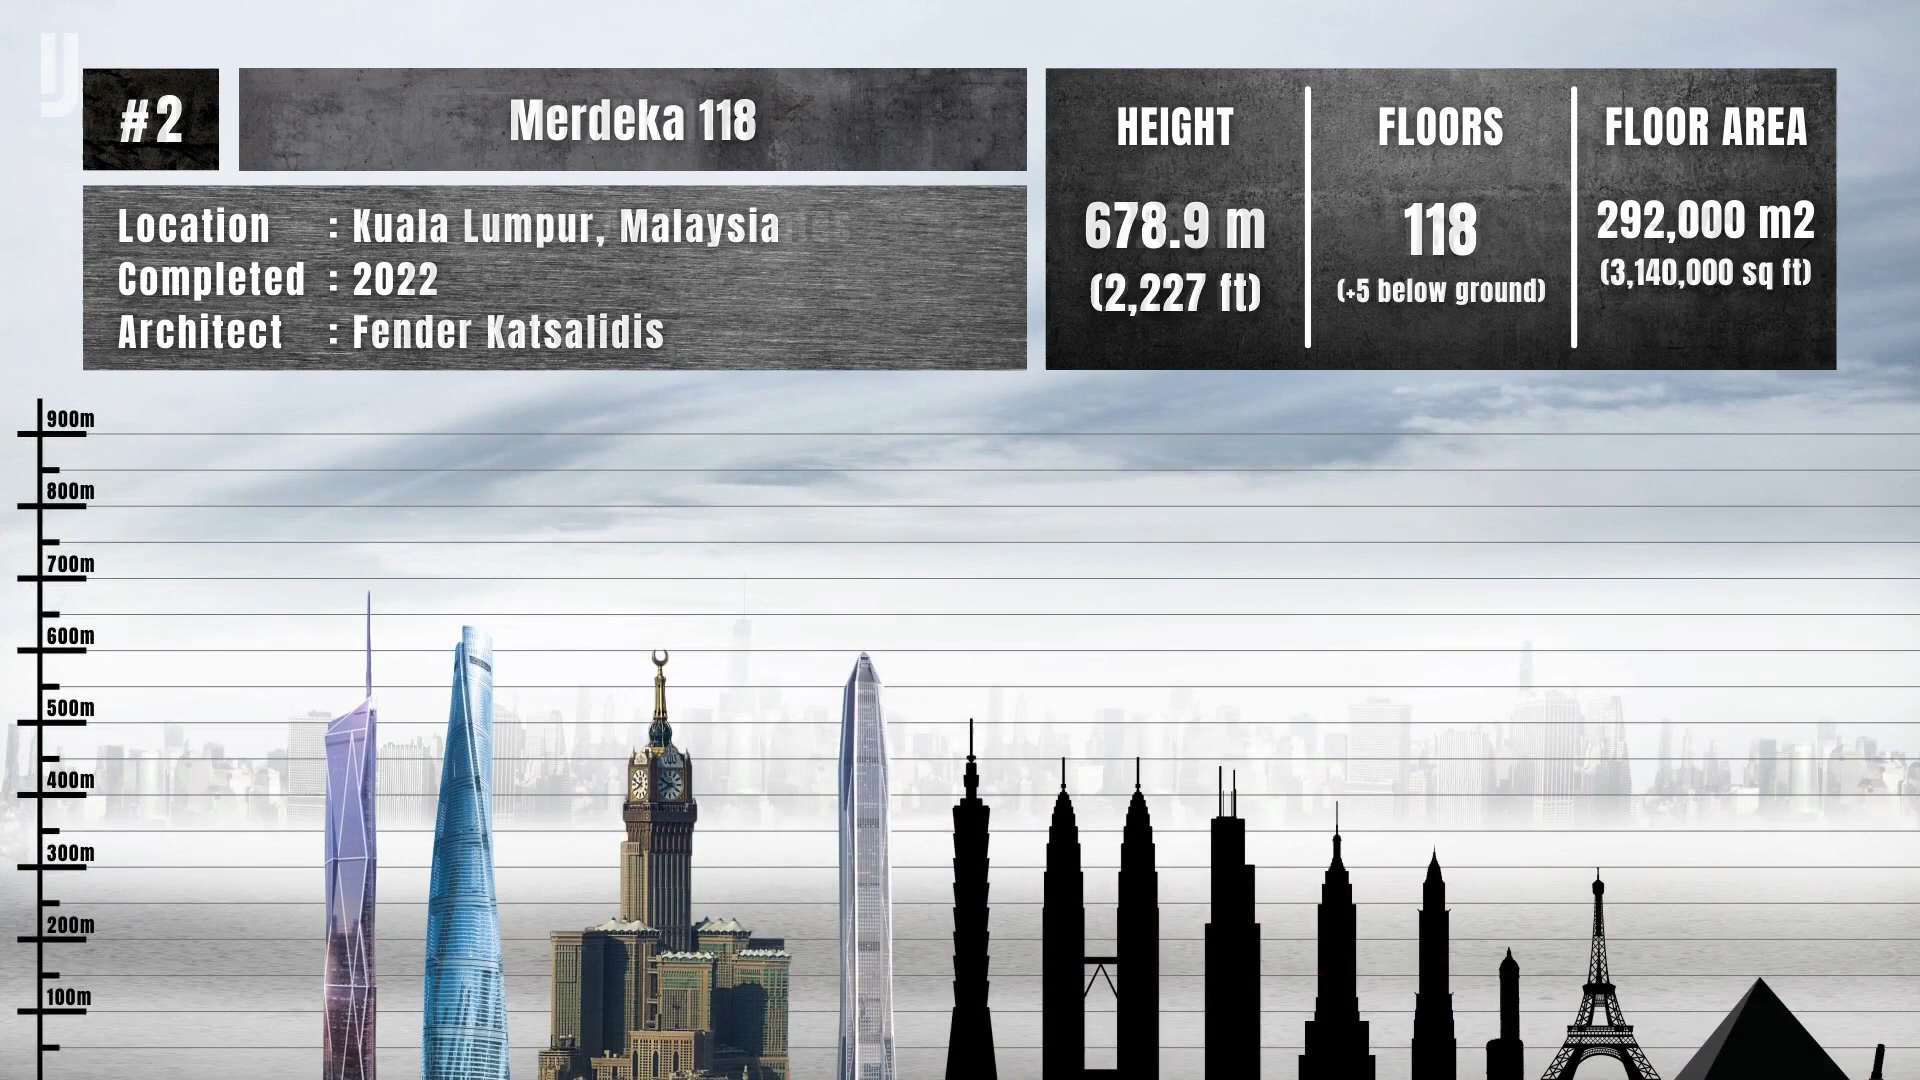 IJ
#2
Merdeka 118
Location : Kuala Lumpur, Malaysia
Completed : 2022
Architect : Fender Katsalidis
HEIGHT
678.9 m
(2,227 ft)
FLOORS
118
(+5 below ground)
FLOOR AREA
292,000 m2
(3,140,000 sq ft)
900m
800m
700m
600m
500m
400m
300m
200m
100m